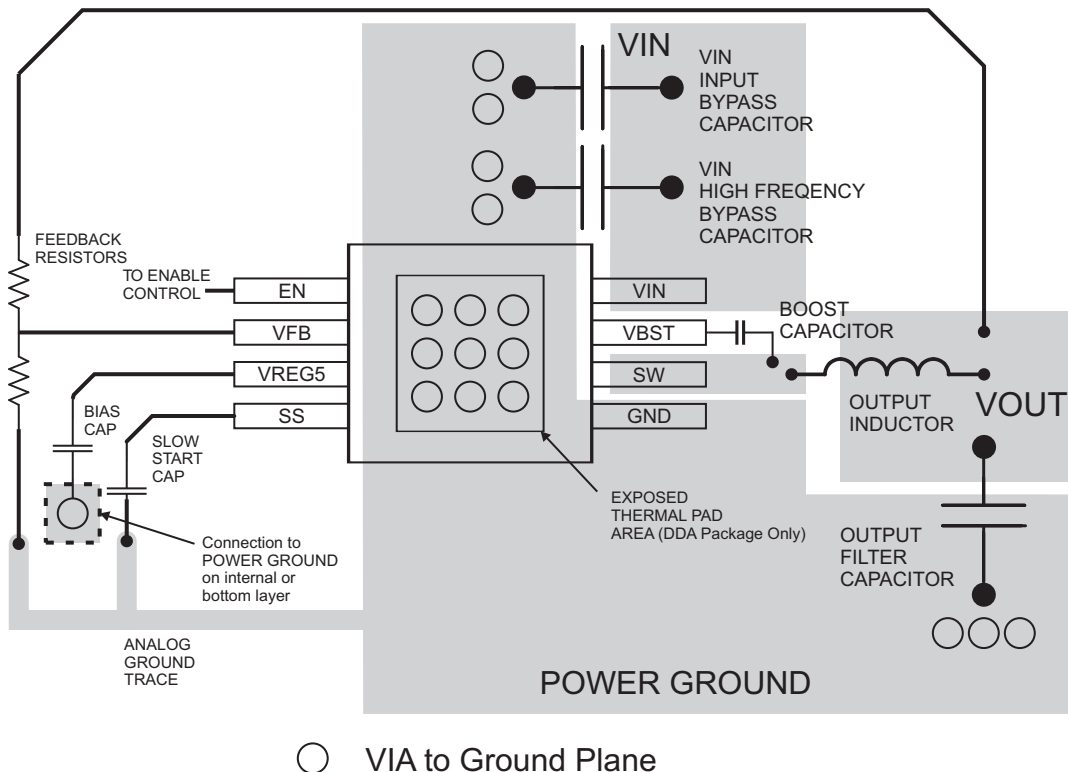 VIN
VIN
INPUT
BYPASS
CAPACITOR
VIN
HIGH FREQENCY
BYPASS
CAPACITOR
FEEDBACK
RESISTORS
TO ENABLE
CONTROL
EN
VFB
VREG5
SS
VIN
VBST
SW
GND
BOOST
CAPACITOR
OUTPUT
INDUCTOR
VOUT
BIAS
CAP
SLOW
START
CAP
EXPOSED
THERMAL PAD
AREA (DDA Package Only)
OUTPUT
FILTER
CAPACITOR
Connection to
POWER GROUND
on internal or
bottom layer
ANALOG
GROUND
TRACE
POWER GROUND
VIA to Ground Plane